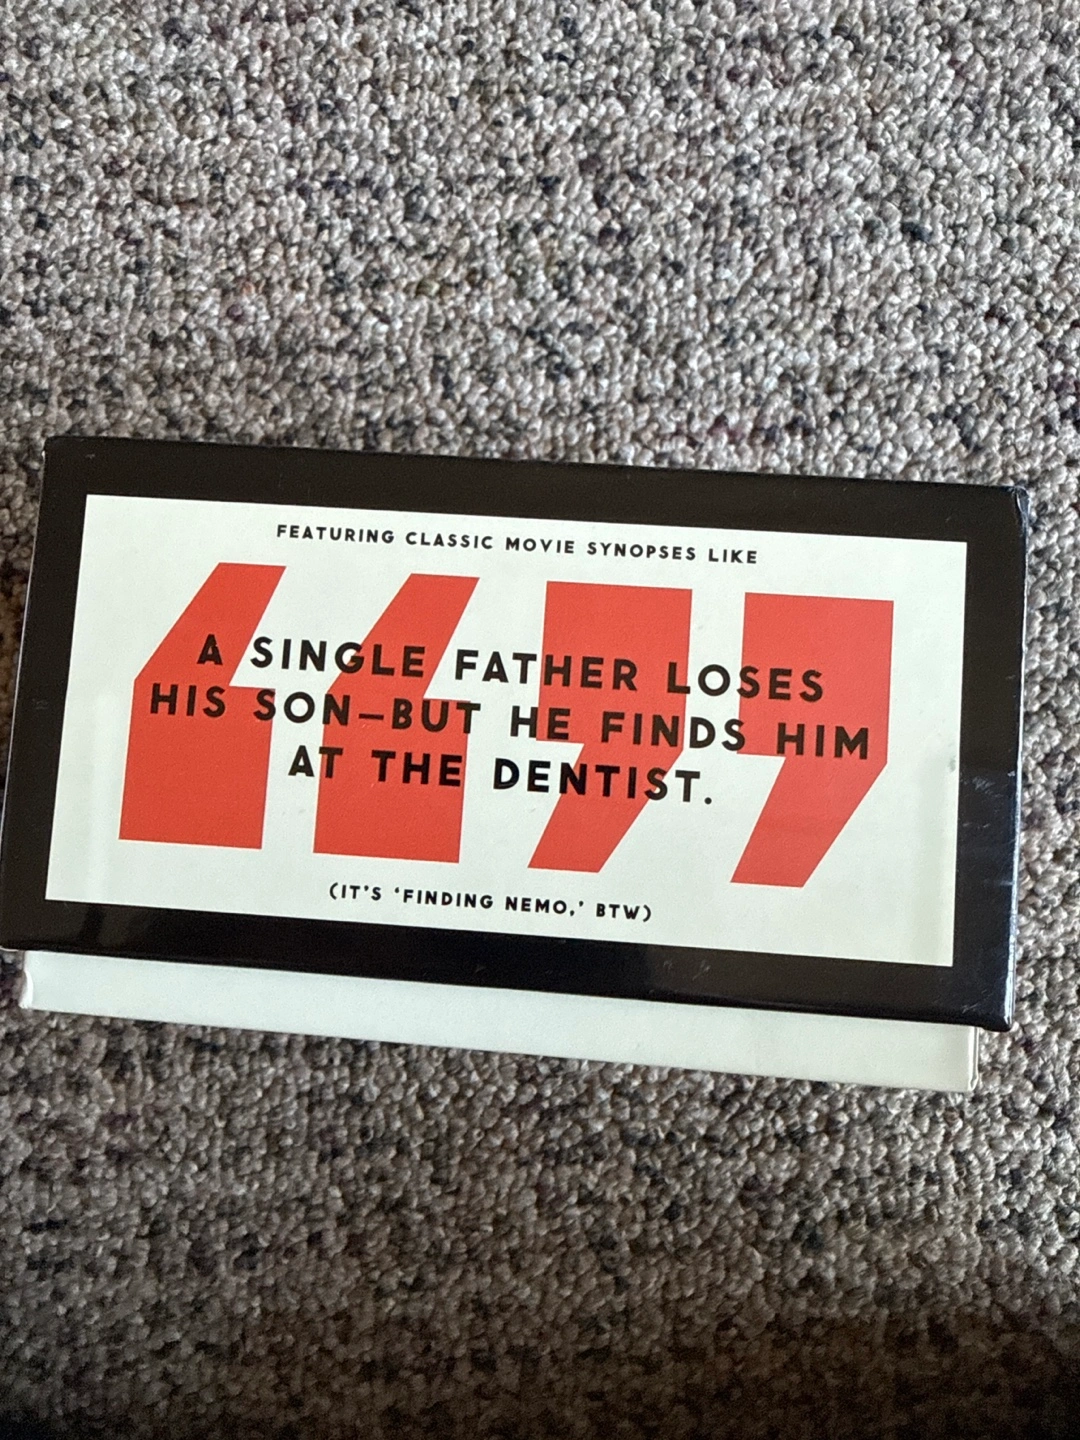 FEATURING CLASSIC MOVIE SYNOPSES LIKE
A SINGLE FATHER LOSES
HIS SON—BUT HE FINDS HIM
AT THE DENTIST.
(IT'S 'FINDING NEMO,' BTW)